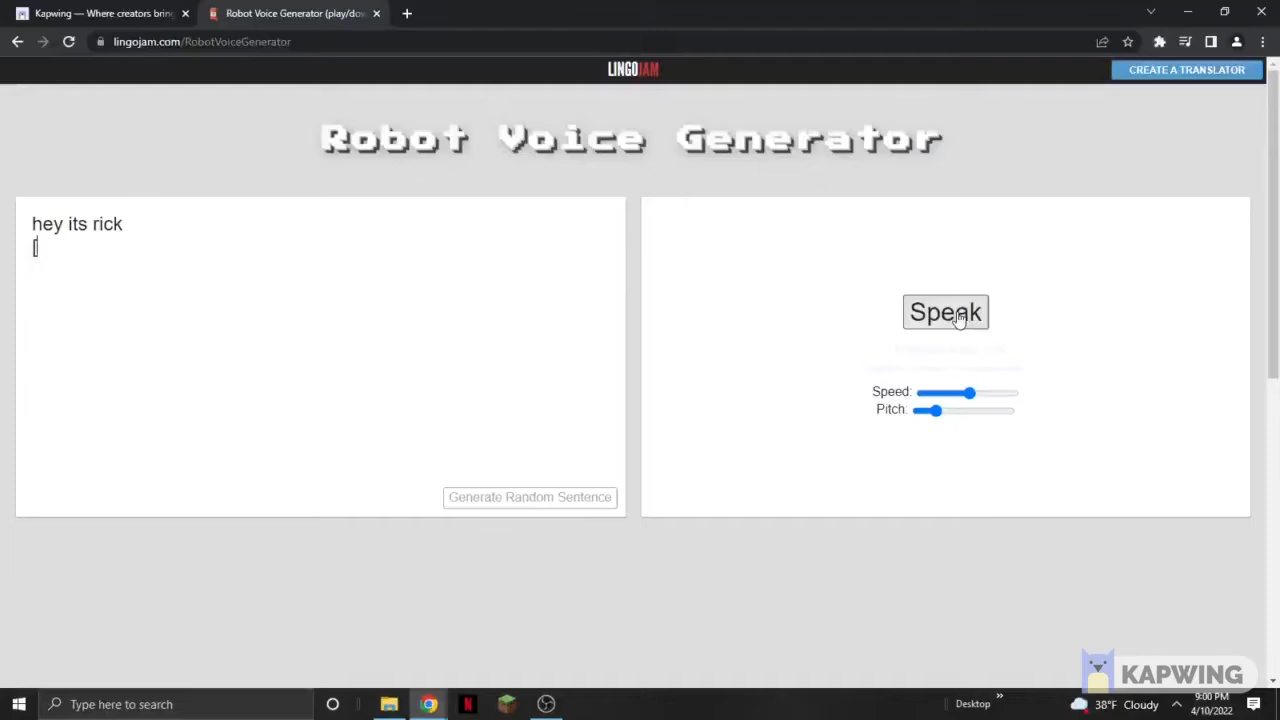 Kapwing — Where creators bring
Robot Voice Generator (play/dow
lingojam.com/RobotVoiceGenerator
LINGOJAM
CREATE A TRANSLATOR
Robot Voice Generator
hey its rick
[
Speak
Speed:
Pitch:
Generate Random Sentence
KAPWING
Type here to search
N
Desktop
38°F Cloudy
9:00 PM
4/10/2022